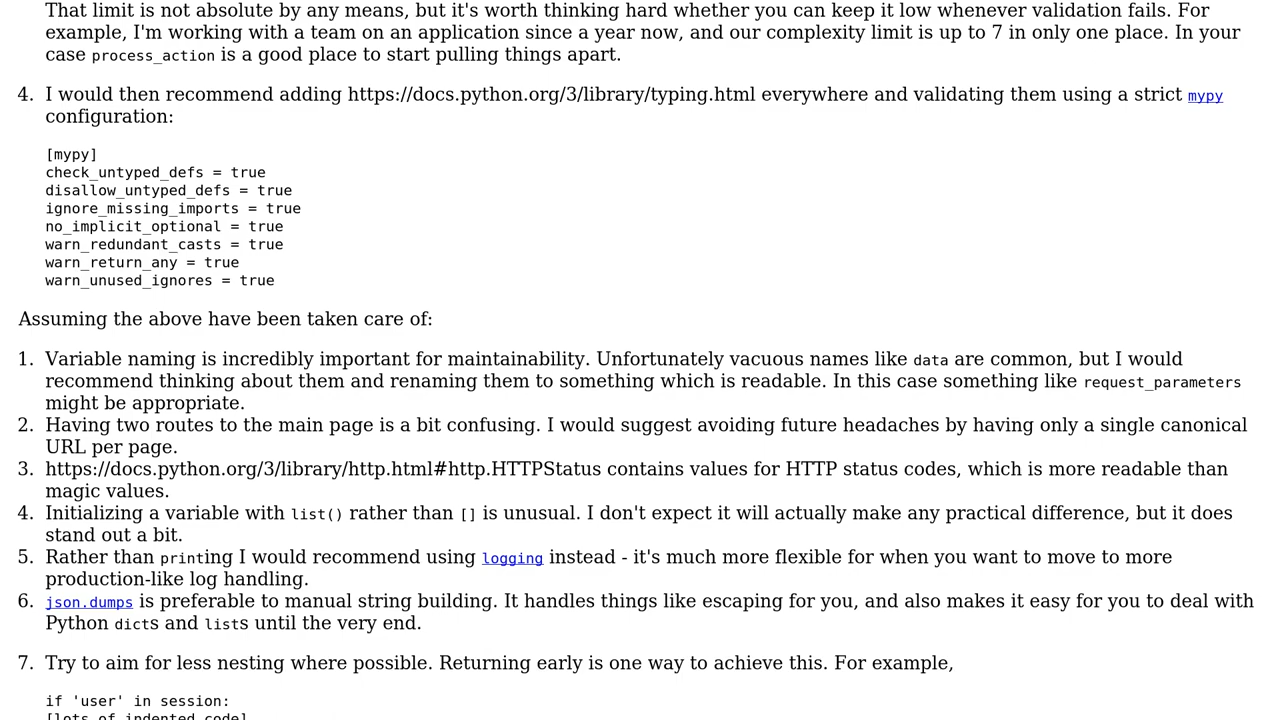 That limit is not absolute by any means, but it's worth thinking hard whether you can keep it low whenever validation fails. For
example, I'm working with a team on an application since a year now, and our complexity limit is up to 7 in only one place. In your
case process_action is a good place to start pulling things apart.
4. I would then recommend adding https://docs.python.org/3/library/typing.html everywhere and validating them using a strict mypy
configuration:
[mypy]
check_untyped_defs = true
disallow_untyped_defs = true
ignore_missing_imports = true
no_implicit_optional = true
warn_redundant_casts = true
warn_return_any = true
warn_unused_ignores = true
Assuming the above have been taken care of:
1. Variable naming is incredibly important for maintainability. Unfortunately vacuous names like data are common, but I would
recommend thinking about them and renaming them to something which is readable. In this case something like request_parameters
might be appropriate.
2. Having two routes to the main page is a bit confusing. I would suggest avoiding future headaches by having only a single canonical
URL per page.
3. https://docs.python.org/3/library/http.html#http.HTTPStatus contains values for HTTP status codes, which is more readable than
magic values.
4. Initializing a variable with list() rather than [] is unusual. I don't expect it will actually make any practical difference, but it does
stand out a bit.
5. Rather than printing I would recommend using logging instead - it's much more flexible for when you want to move to more
production-like log handling.
6. json.dumps is preferable to manual string building. It handles things like escaping for you, and also makes it easy for you to deal with
Python dicts and lists until the very end.
7. Try to aim for less nesting where possible. Returning early is one way to achieve this. For example,
if 'user' in session:
[lots of indented code]